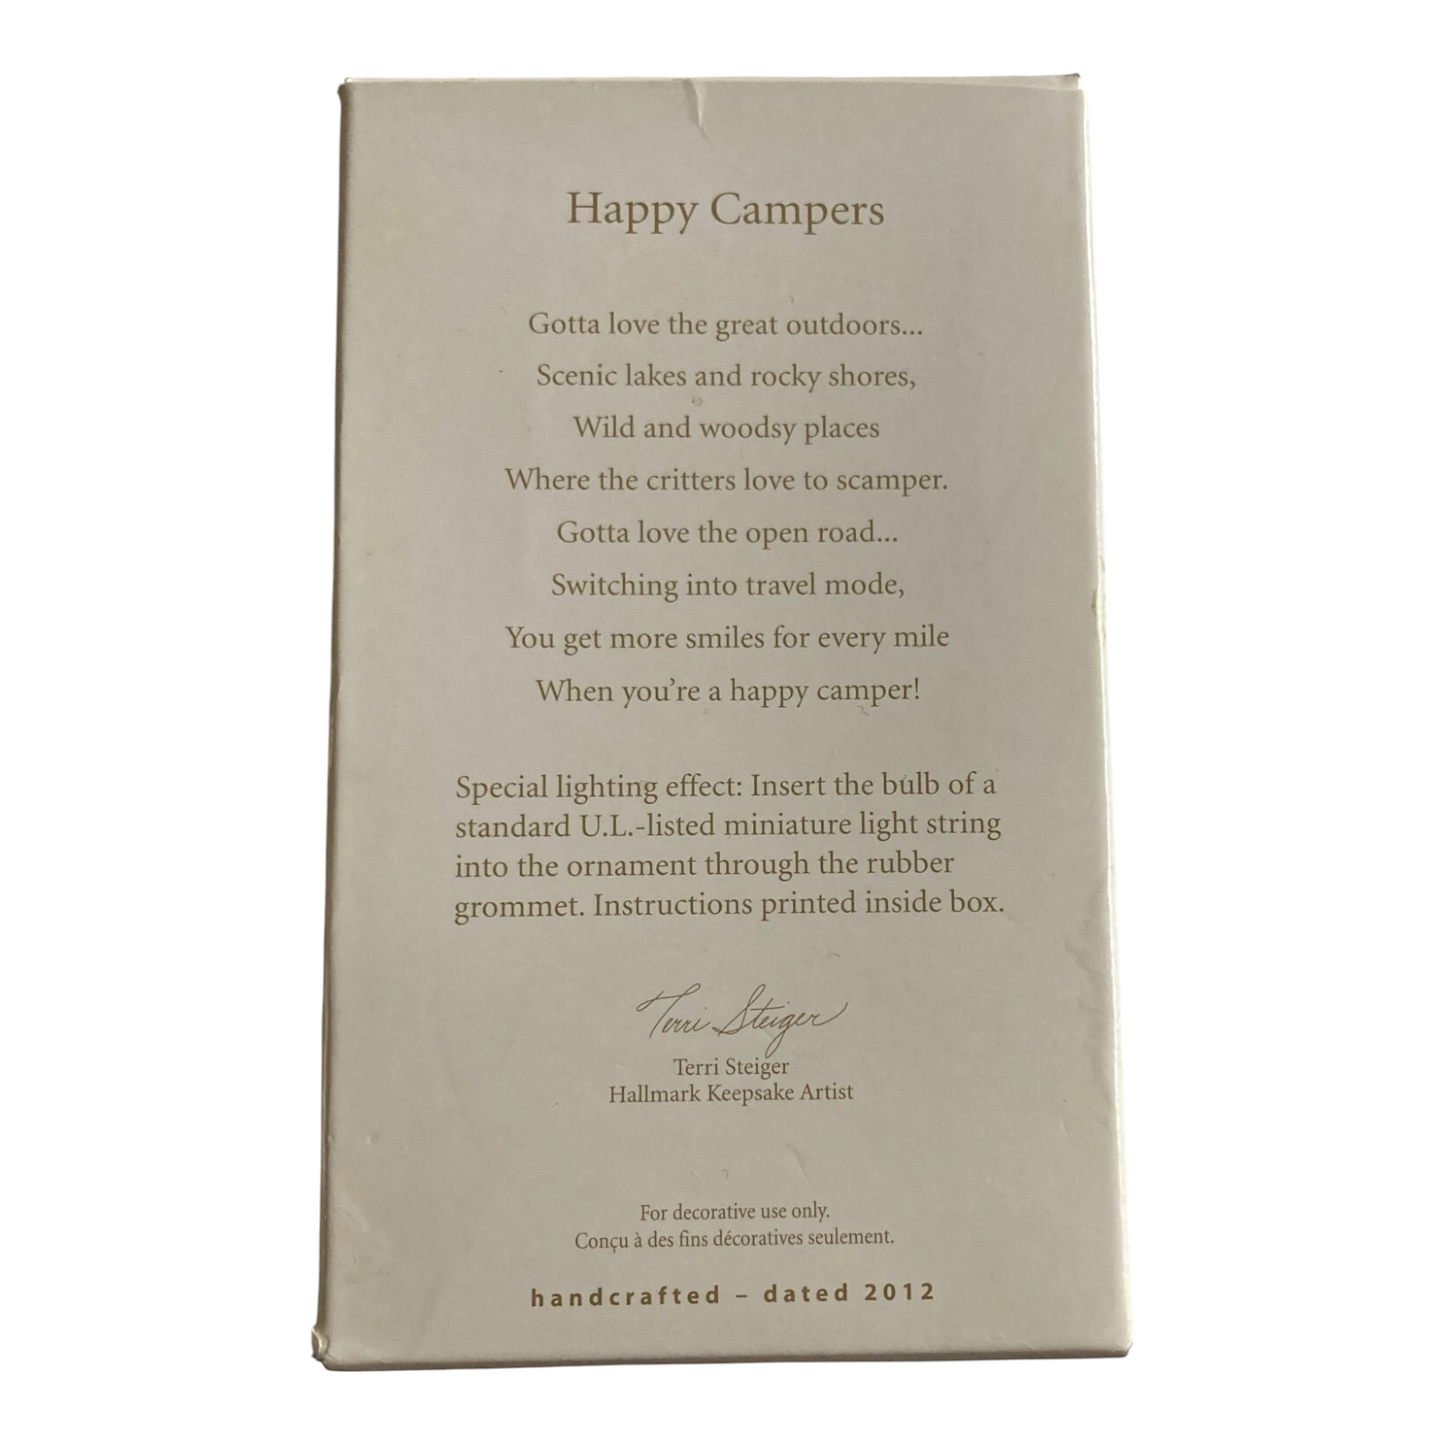 Happy Campers
Gotta love the great outdoors...
Scenic lakes and rocky shores,
Wild and woodsy places
Where the critters love to scamper.
Gotta love the open road...
Switching into travel mode,
You get more smiles for every mile
When you're a happy camper!
Special lighting effect: Insert the bulb of a
standard U.L.-listed miniature light string
into the ornament through the rubber
grommet. Instructions printed inside box.
Terri Steiger
Terri Steiger
Hallmark Keepsake Artist
For decorative use only.
Conçu à des fins décoratives seulement.
handcrafted – dated 2012